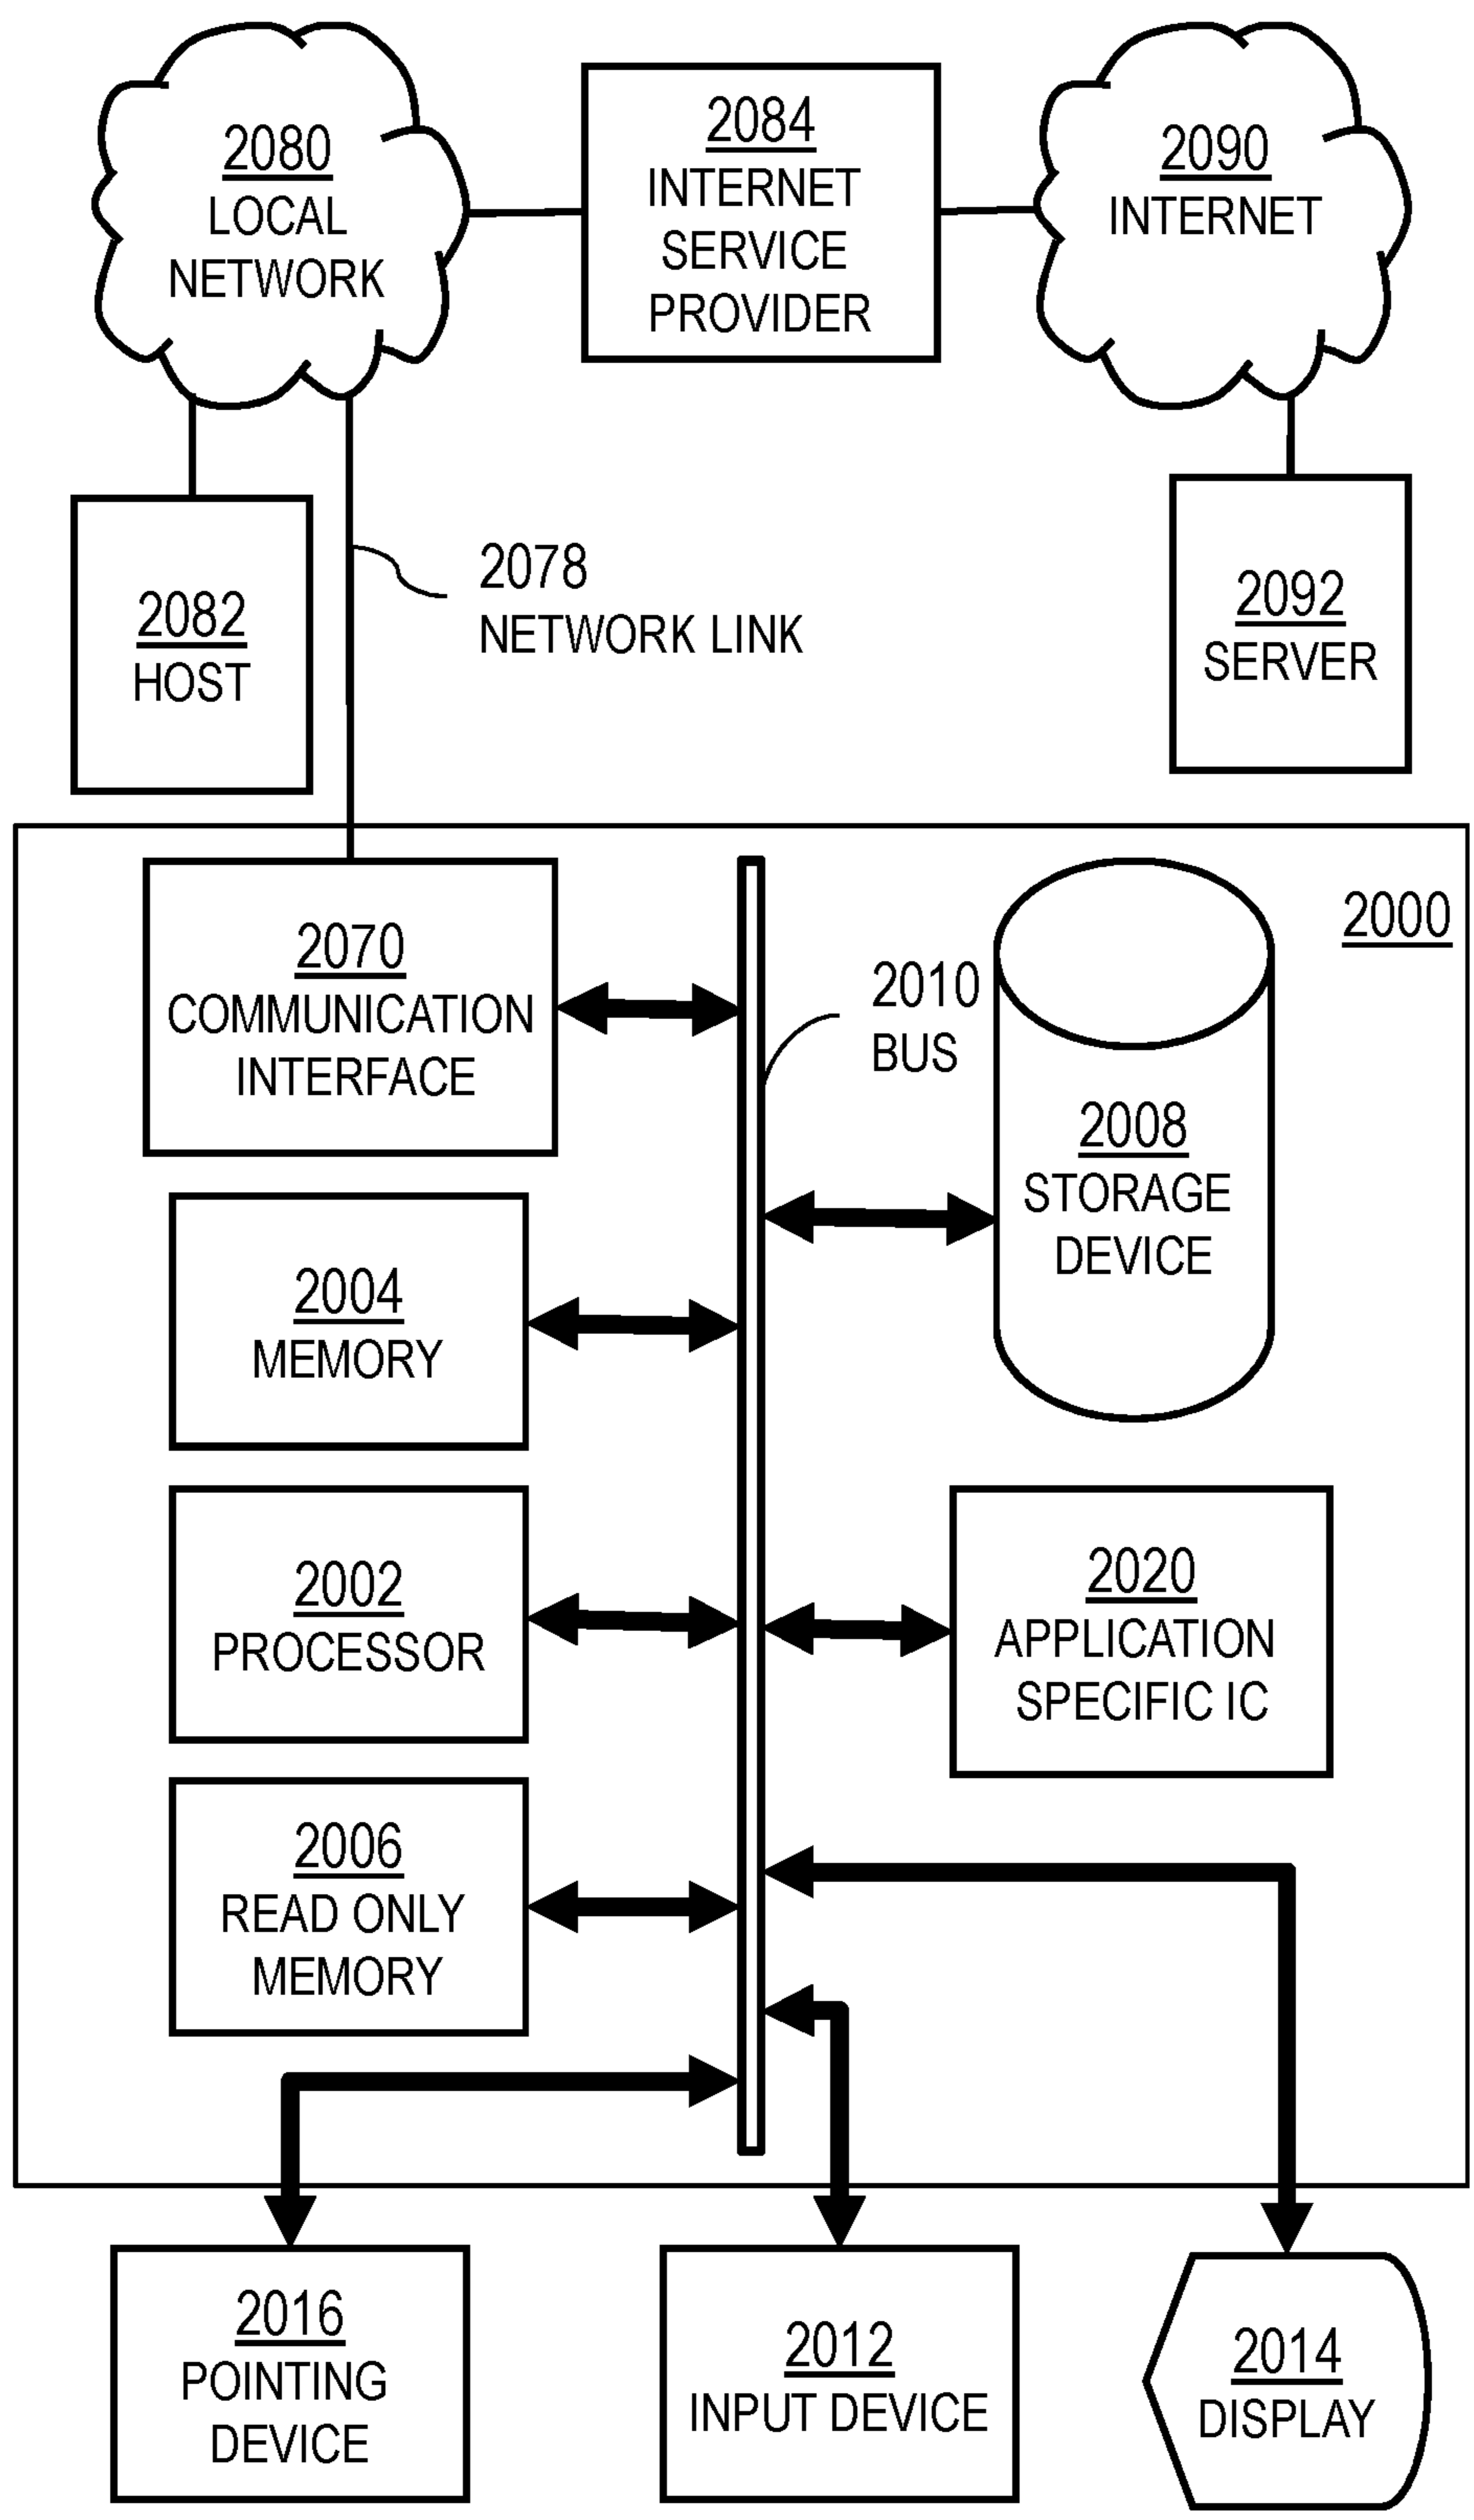 2080
LOCAL
NETWORK
2084
INTERNET
SERVICE
PROVIDER
2090
INTERNET
2082
HOST
2078
NETWORK LINK
2092
SERVER
2000
2070
COMMUNICATION
INTERFACE
2010
BUS
2008
STORAGE
DEVICE
2004
MEMORY
2002
PROCESSOR
2020
APPLICATION
SPECIFIC IC
2006
READ ONLY
MEMORY
2016
POINTING
DEVICE
2012
INPUT DEVICE
2014
DISPLAY